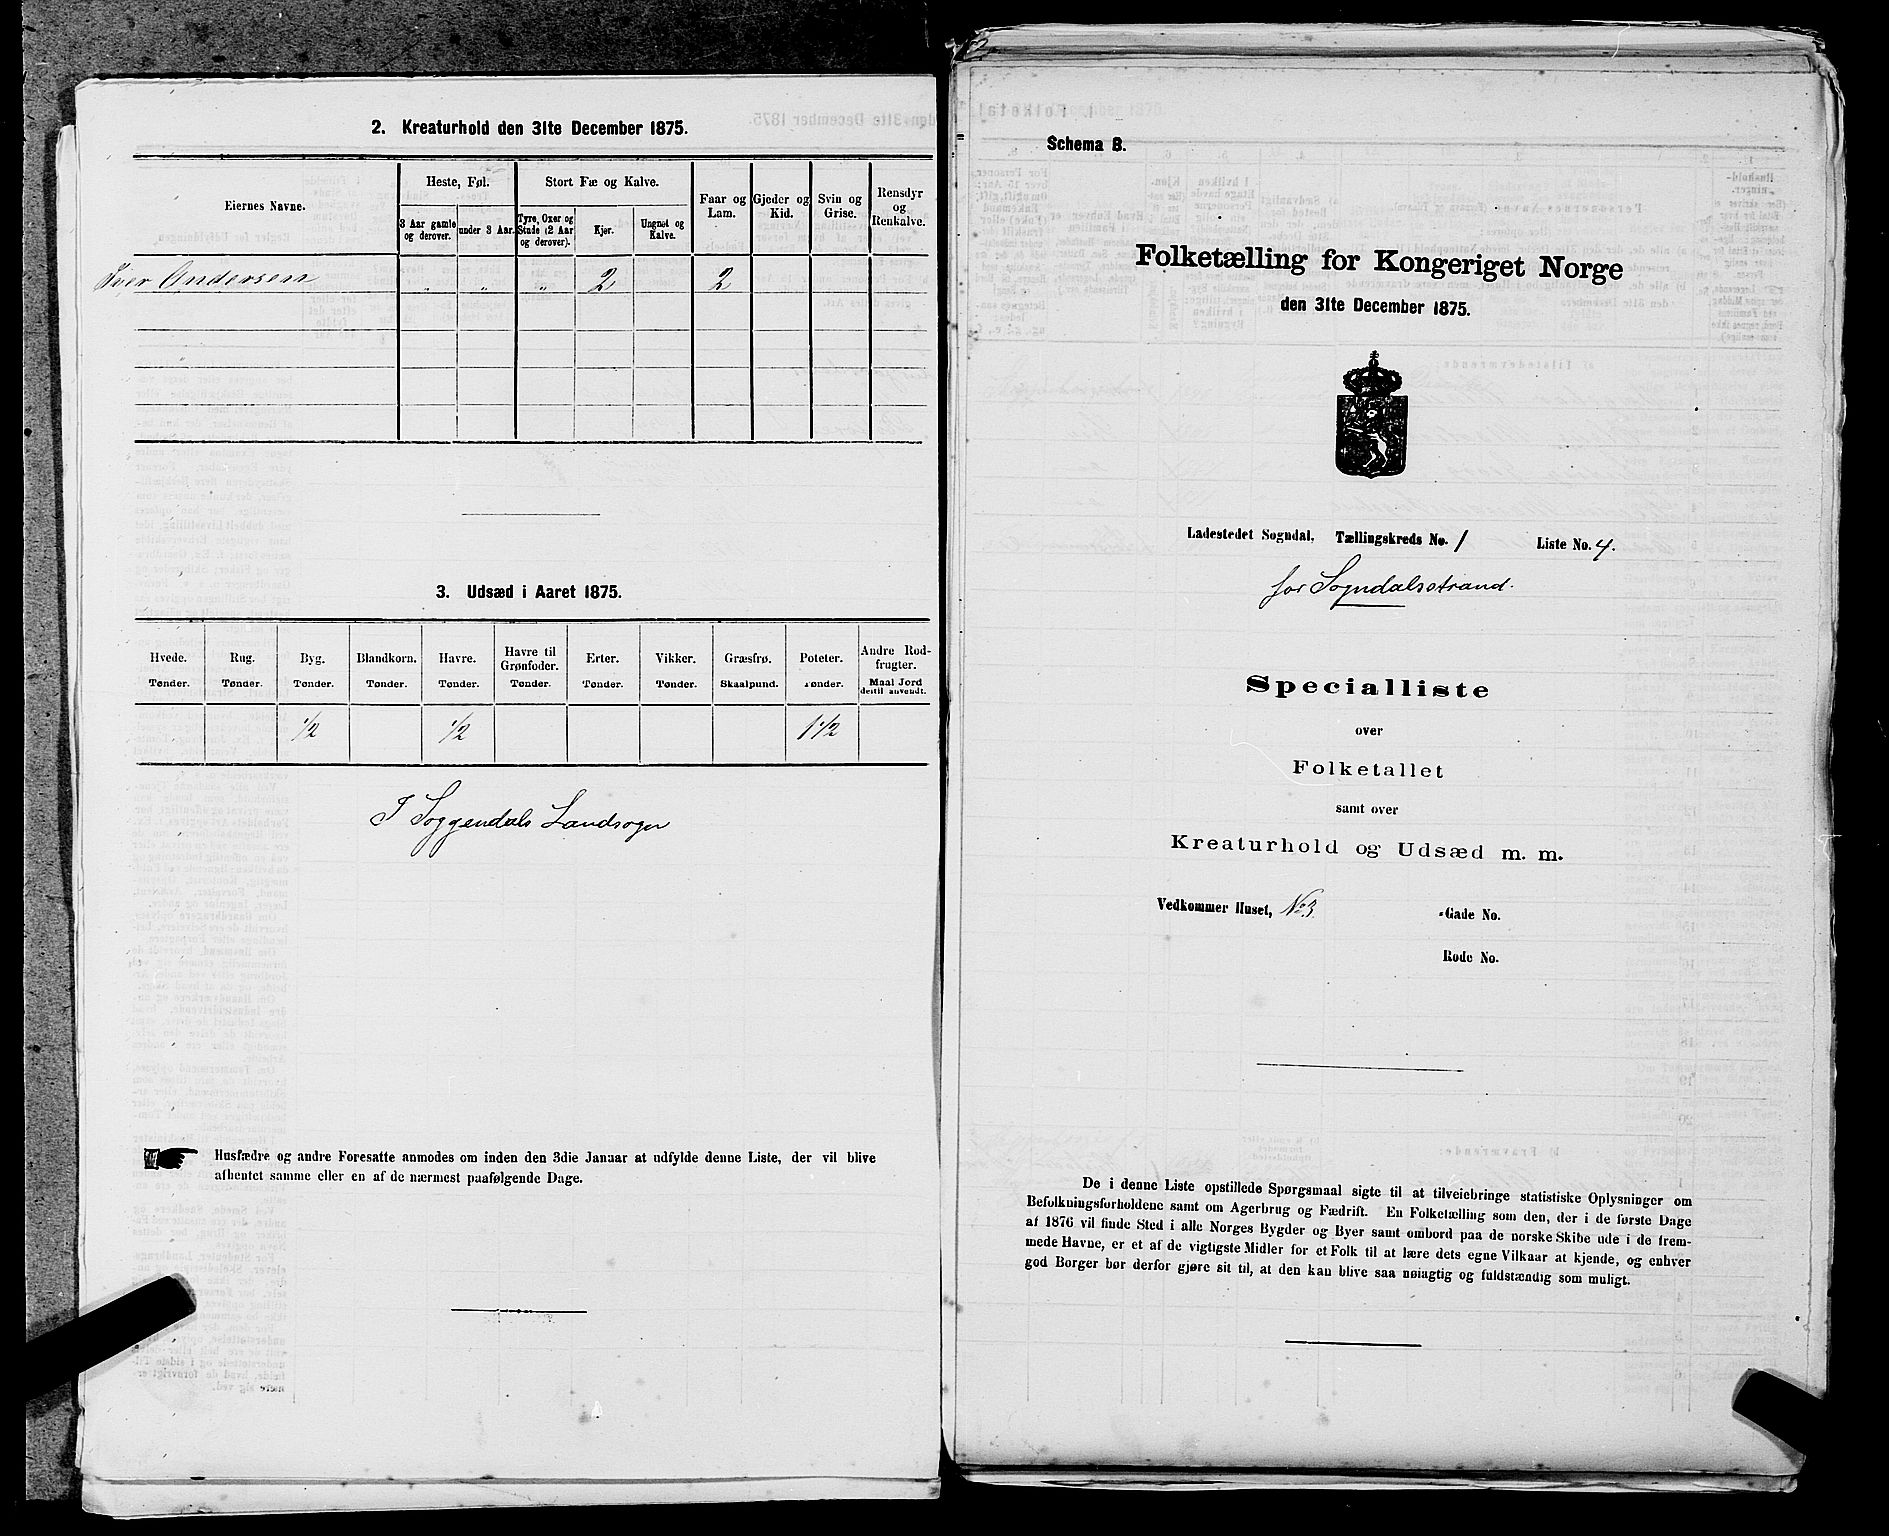 2. Kreaturhold den 31te December 1875.
Eiernes Navne.
Heste, Føl.
Stort Fæ og Kalve.
Faar og Lam.
Gjeder og Kid.
Svin og Grise.
Rensdyr og Renkalve.
3 Aar gamle og derover.
under 3 Aar.
Tyre, Oxer og Stude (2 Aar og derover).
Kjør.
Ungnøt og Kalve.
Iver Andersen " " " 2 2
3. Udsæd i Aaret 1875.
Hvede. Rug. Byg. Blandkorn. Havre. Havre til Grønfoder. Erter. Vikker. Græsfrø. Poteter. Andre Rodfrugter.
Tønder. Tønder. Tønder. Tønder. Tønder. Tønder. Tønder. Tønder. Skaalpund. Tønder. Maal Jord dertil anvendt.
1/2 1/2 1 1/2
I Soggendals Landsogn
Husfædre og andre Foresatte anmodes om inden den 3die Januar at udfylde denne Liste, der vil blive
afhentet samme eller en af de nærmest paafølgende Dage.
Schema B.
Folketælling for Kongeriget Norge
den 31te December 1875.
Ladestedet Sogndal. Tællingskreds No. 1 Liste No. 4.
for Sogndalsstrand.
Specialliste
over
Folketallet
samt over
Kreaturhold og Udsæd m. m.
Vedkommer Huset, No 3 -Gade No.
Rode No.
De i denne Liste opstillede Spørgsmaal sigte til at tilveiebringe statistiske Oplysninger om
Befolkningsforholdene samt om Agerbrug og Fædrift. En Folketælling som den, der i de første Dage
af 1876 vil finde Sted i alle Norges Bygder og Byer samt ombord paa de norske Skibe ude i de frem-
mede Havne, er et af de vigtigste Midler for et Folk til at lære dets egne Vilkaar at kjende, og enhver
god Borger bør derfor gjøre sit til, at den kan blive saa nøiagtig og fuldstændig som muligt.